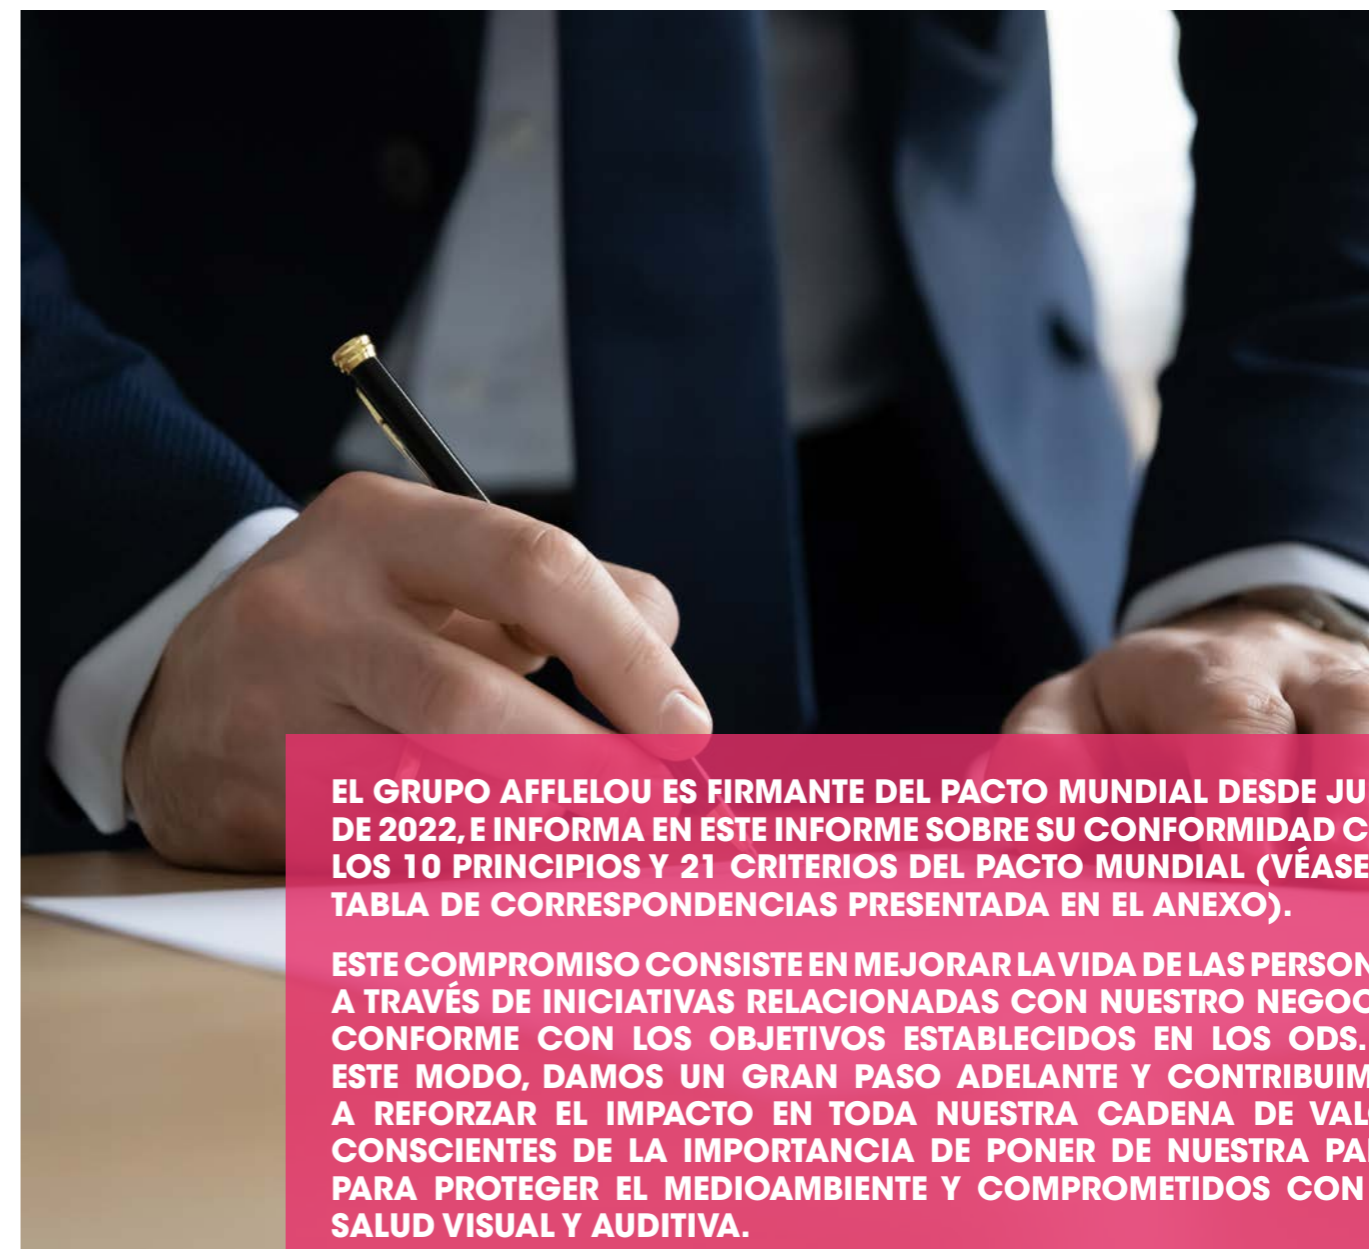 EL GRUPO AFFLELOU ES FIRMANTE DEL PACTO MUNDIAL DESDE
DE 2022, E INFORMA EN ESTE INFORME SOBRE SU CONFORMIDAD
LOS 10 PRINCIPIOS Y 21 CRITERIOS DEL PACTO MUNDIAL (VÉASE
TABLA DE CORRESPONDENCIAS PRESENTADA EN EL ANEXO).
ESTE COMPROMISO CONSISTE EN MEJORAR LA VIDA DE LAS
A TRAVÉS DE INICIATIVAS RELACIONADAS CON NUESTRO
CONFORME CON LOS OBJETIVOS ESTABLECIDOS EN LOS ODS.
ESTE MODO, DAMOS UN GRAN PASO ADELANTE Y
A REFORZAR EL IMPACTO EN TODA NUESTRA CADENA DE
CONSCIENTES DE LA IMPORTANCIA DE PONER DE NUESTRA
PARA PROTEGER EL MEDIOAMBIENTE Y COMPROMETIDOS CON
SALUD VISUAL Y AUDITIVA.